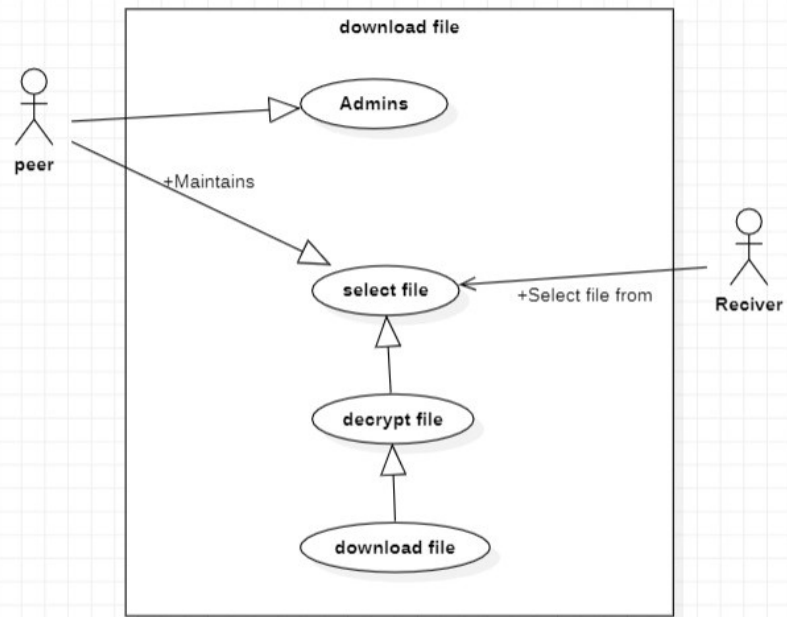 download file
Admins
peer
+Maintains
select file
+Select file from
Reciver
decrypt file
download file